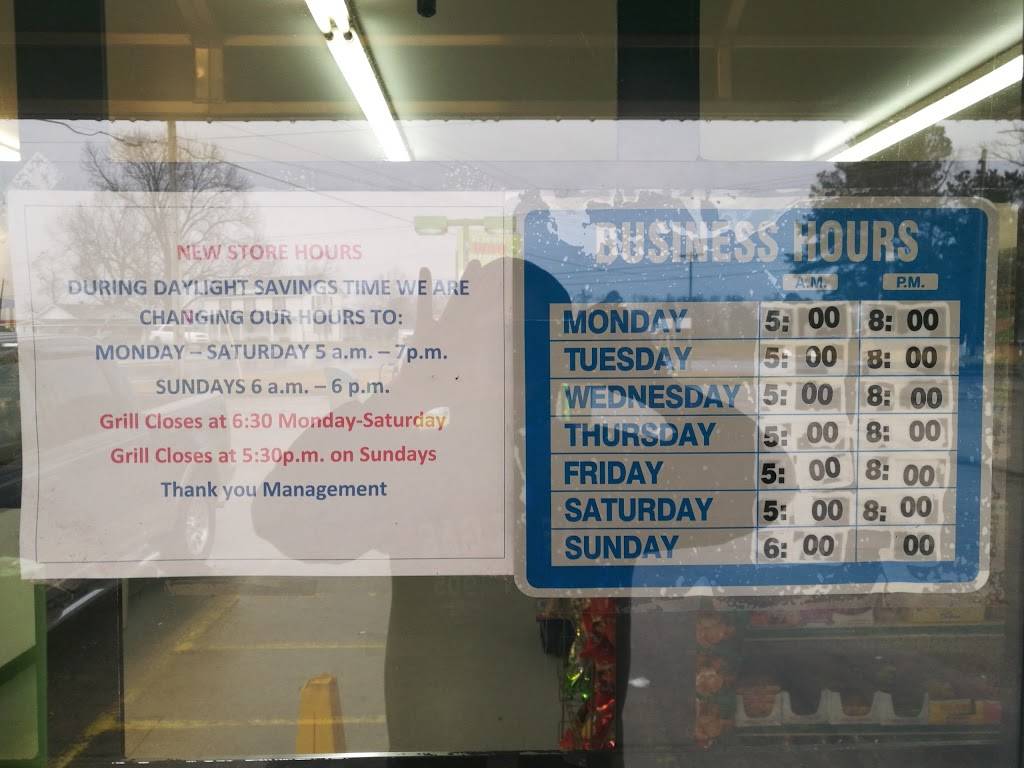 NEW STORE HOURS
DURING DAYLIGHT SAVINGS TIME WE ARE
CHANGING OUR HOURS TO:
MONDAY – SATURDAY 5 a.m. – 7p.m.
SUNDAYS 6 a.m. – 6 p.m.
Grill Closes at 6:30 Monday-Saturday
Grill Closes at 5:30p.m. on Sundays
Thank you Management
BUSINESS HOURS
A.M. P.M.
MONDAY 5: 00 8: 00
TUESDAY 5: 00 8: 00
WEDNESDAY 5: 00 8: 00
THURSDAY 5: 00 8: 00
FRIDAY 5: 00 8: 00
SATURDAY 5: 00 8: 00
SUNDAY 6: 00 00